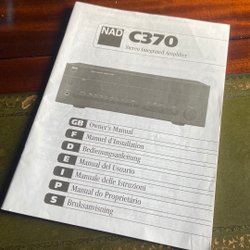 NAD C370
Stereo Integrated Amplifier
GB Owner's Manual
F Manuel d'Installation
D Bedienungsanleitung
E Manual del Usuario
I Manuale delle Istruzioni
P Manual do Proprietário
S Bruksanvisning